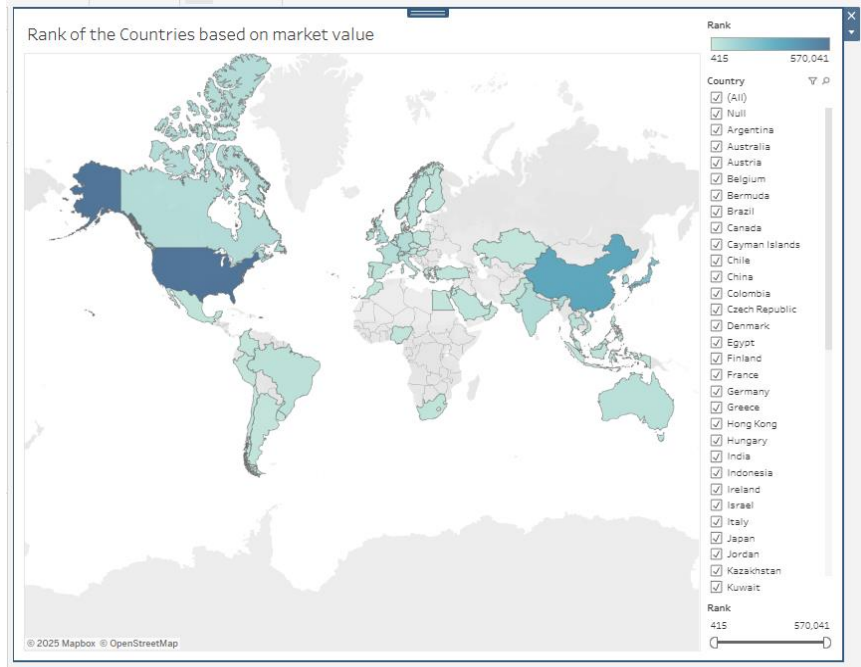 Rank of the Countries based on market value
© 2025 Mapbox © OpenStreetMap
Rank
415 570,041
Country
(All)
Null
Argentina
Australia
Austria
Belgium
Bermuda
Brazil
Canada
Cayman Islands
Chile
China
Colombia
Czech Republic
Denmark
Egypt
Finland
France
Germany
Greece
Hong Kong
Hungary
India
Indonesia
Ireland
Israel
Italy
Japan
Jordan
Kazakhstan
Kuwait
Rank
415 570,041